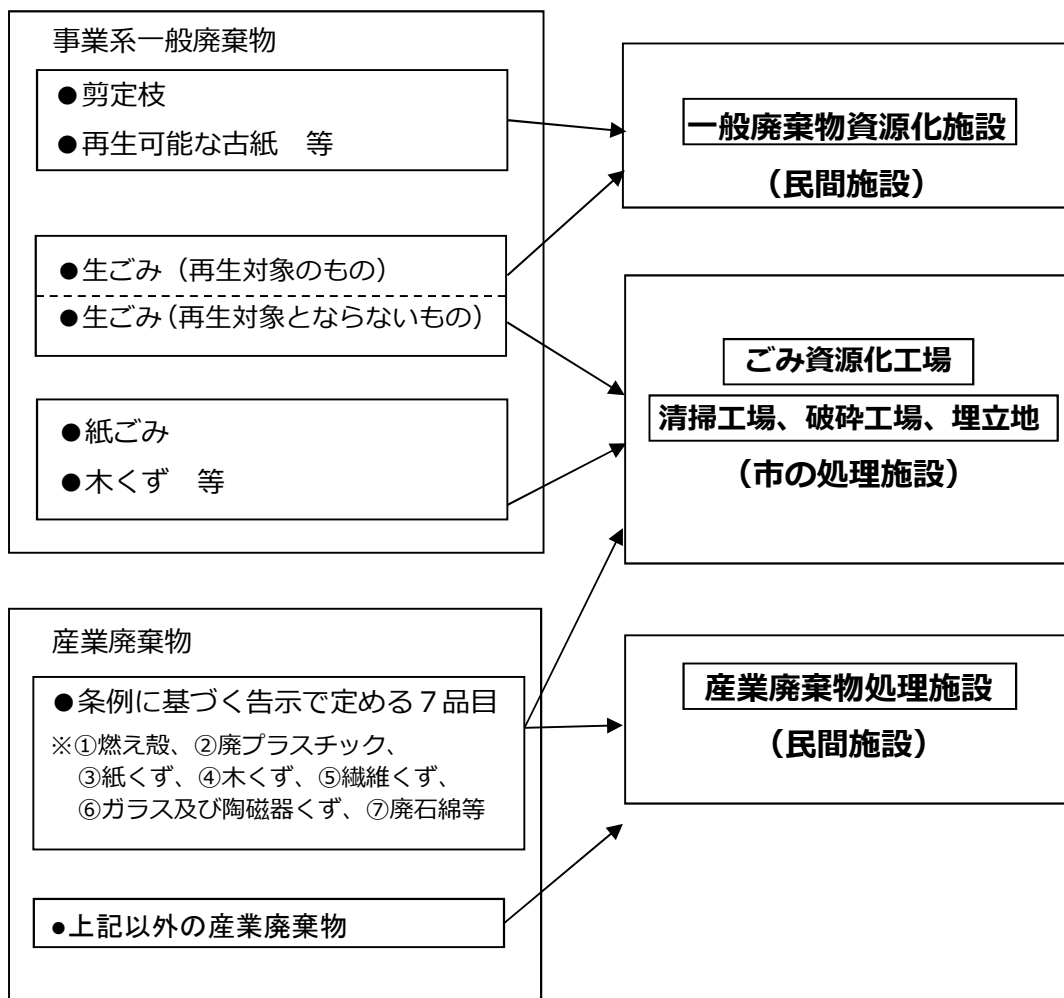 事業系一般廃棄物
●剪定枝
●再生可能な古紙　等
●生ごみ（再生対象のもの）
●生ごみ（再生対象とならないもの）
●紙ごみ
●木くず　等
産業廃棄物
●条例に基づく告示で定める７品目
※①燃え殻、②廃プラスチック、
③紙くず、④木くず、⑤繊維くず、
⑥ガラス及び陶磁器くず、⑦廃石綿等
●上記以外の産業廃棄物
一般廃棄物資源化施設
（民間施設）
ごみ資源化工場
清掃工場、破砕工場、埋立地
（市の処理施設）
産業廃棄物処理施設
（民間施設）